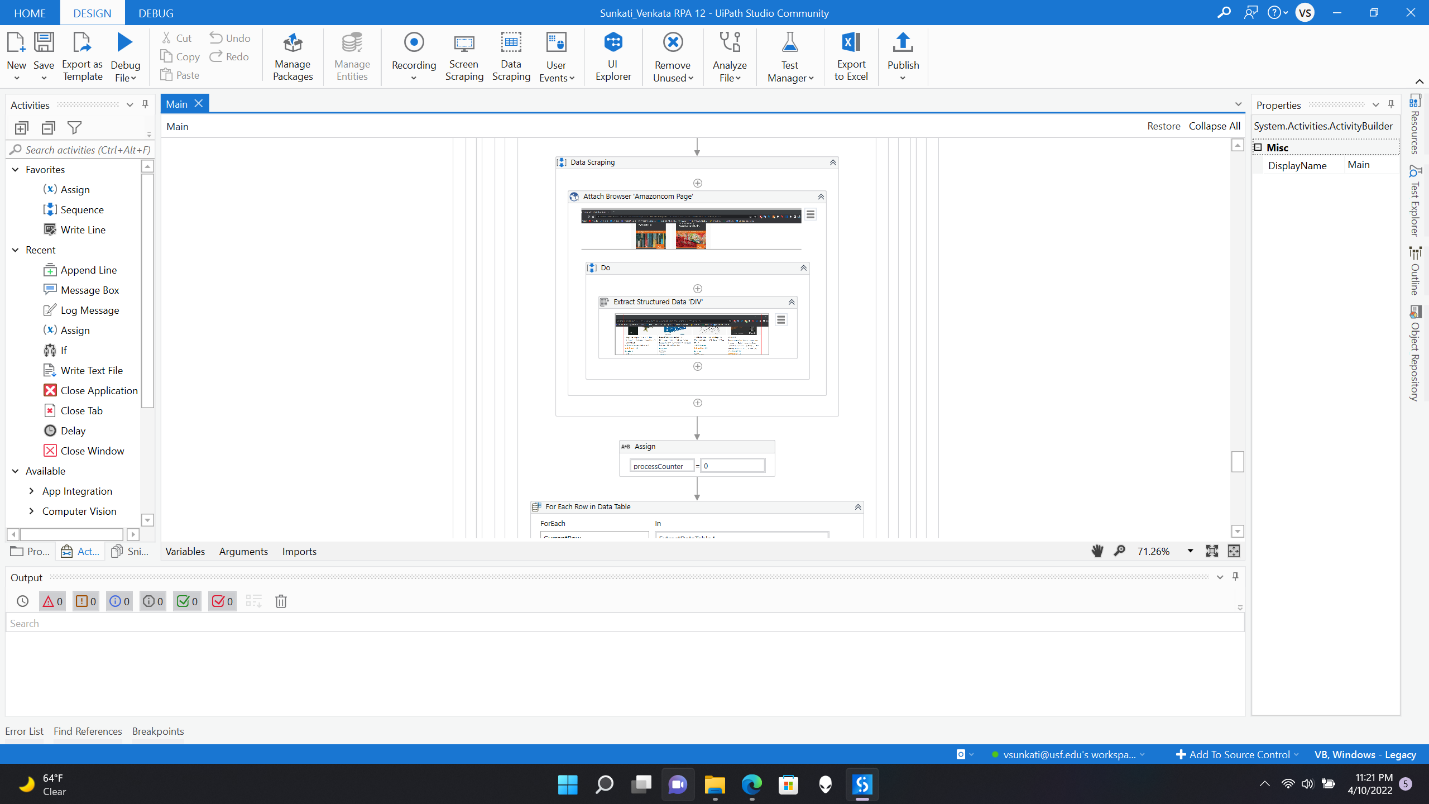 HOME DESIGN DEBUG Sunkati_Venkata RPA 12 - UiPath Studio Community VS
New Save Export as Template Debug File Cut Copy Paste Undo Redo Manage Packages Manage Entities Recording Screen Scraping Data Scraping User Events UI Explorer Remove Unused Analyze File Test Manager Export to Excel Publish
Activities
Search activities (Ctrl+Alt+F)
Favorites
Assign
Sequence
Write Line
Recent
Append Line
Message Box
Log Message
Assign
If
Write Text File
Close Application
Close Tab
Delay
Close Window
Available
App Integration
Computer Vision
Pro... Act... Sni...
Main
Main Restore Collapse All
Data Scraping
Attach Browser 'Amazoncom Page'
Do
Extract Structured Data 'DIV'
Assign
processCounter = 0
For Each Row in Data Table
ForEach In
CurrentRow
Variables Arguments Imports 71.26%
Properties
System.Activities.ActivityBuilder
Misc
DisplayName Main
Resources
Test Explorer
Outline
Object Repository
Output
0 0 0 0 0 0
Search
Error List Find References Breakpoints
vsunkati@usf.edu's workspa... Add To Source Control VB, Windows - Legacy
64°F
Clear
11:21 PM
4/10/2022 5